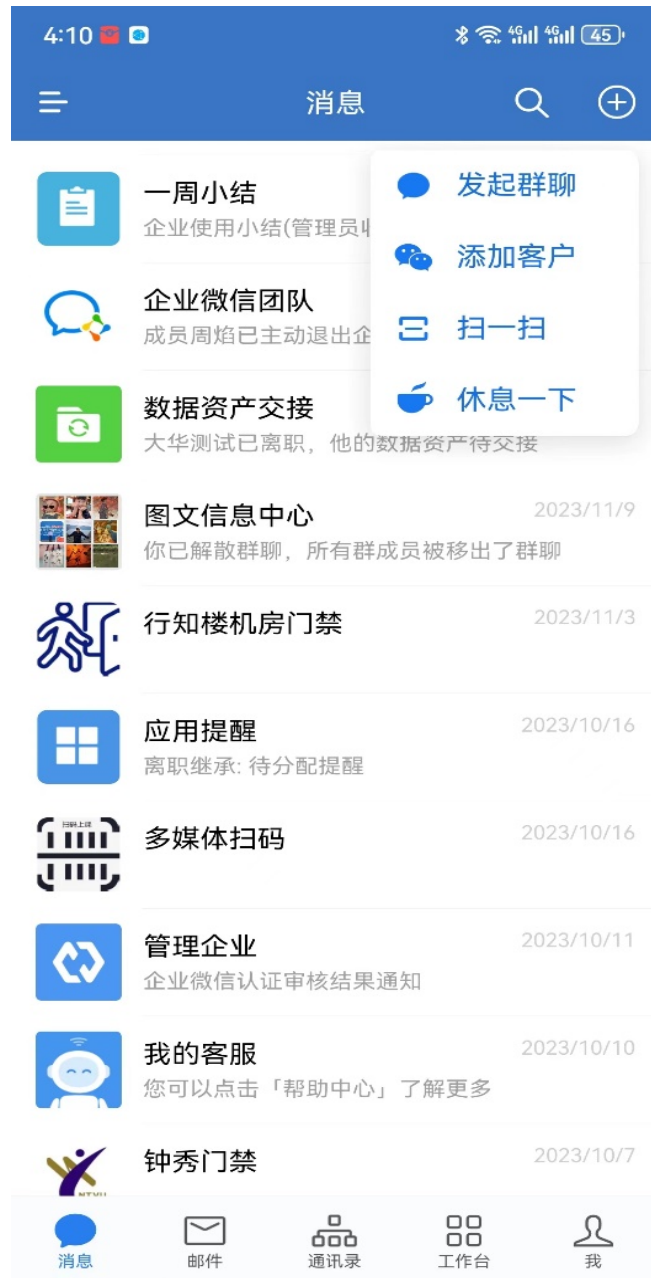 4:10
4G 4G 45
消息
一周小结
企业使用小结(管理员
发起群聊
添加客户
扫一扫
休息一下
企业微信团队
成员周焰已主动退出企
数据资产交接
大华测试已离职，他的数据资产待交接
图文信息中心 2023/11/9
你已解散群聊，所有群成员被移出了群聊
行知楼机房门禁 2023/11/3
应用提醒 2023/10/16
离职继承: 待分配提醒
扫码上课
多媒体扫码 2023/10/16
管理企业 2023/10/11
企业微信认证审核结果通知
我的客服 2023/10/10
您可以点击「帮助中心」了解更多
钟秀门禁 2023/10/7
消息 邮件 通讯录 工作台 我